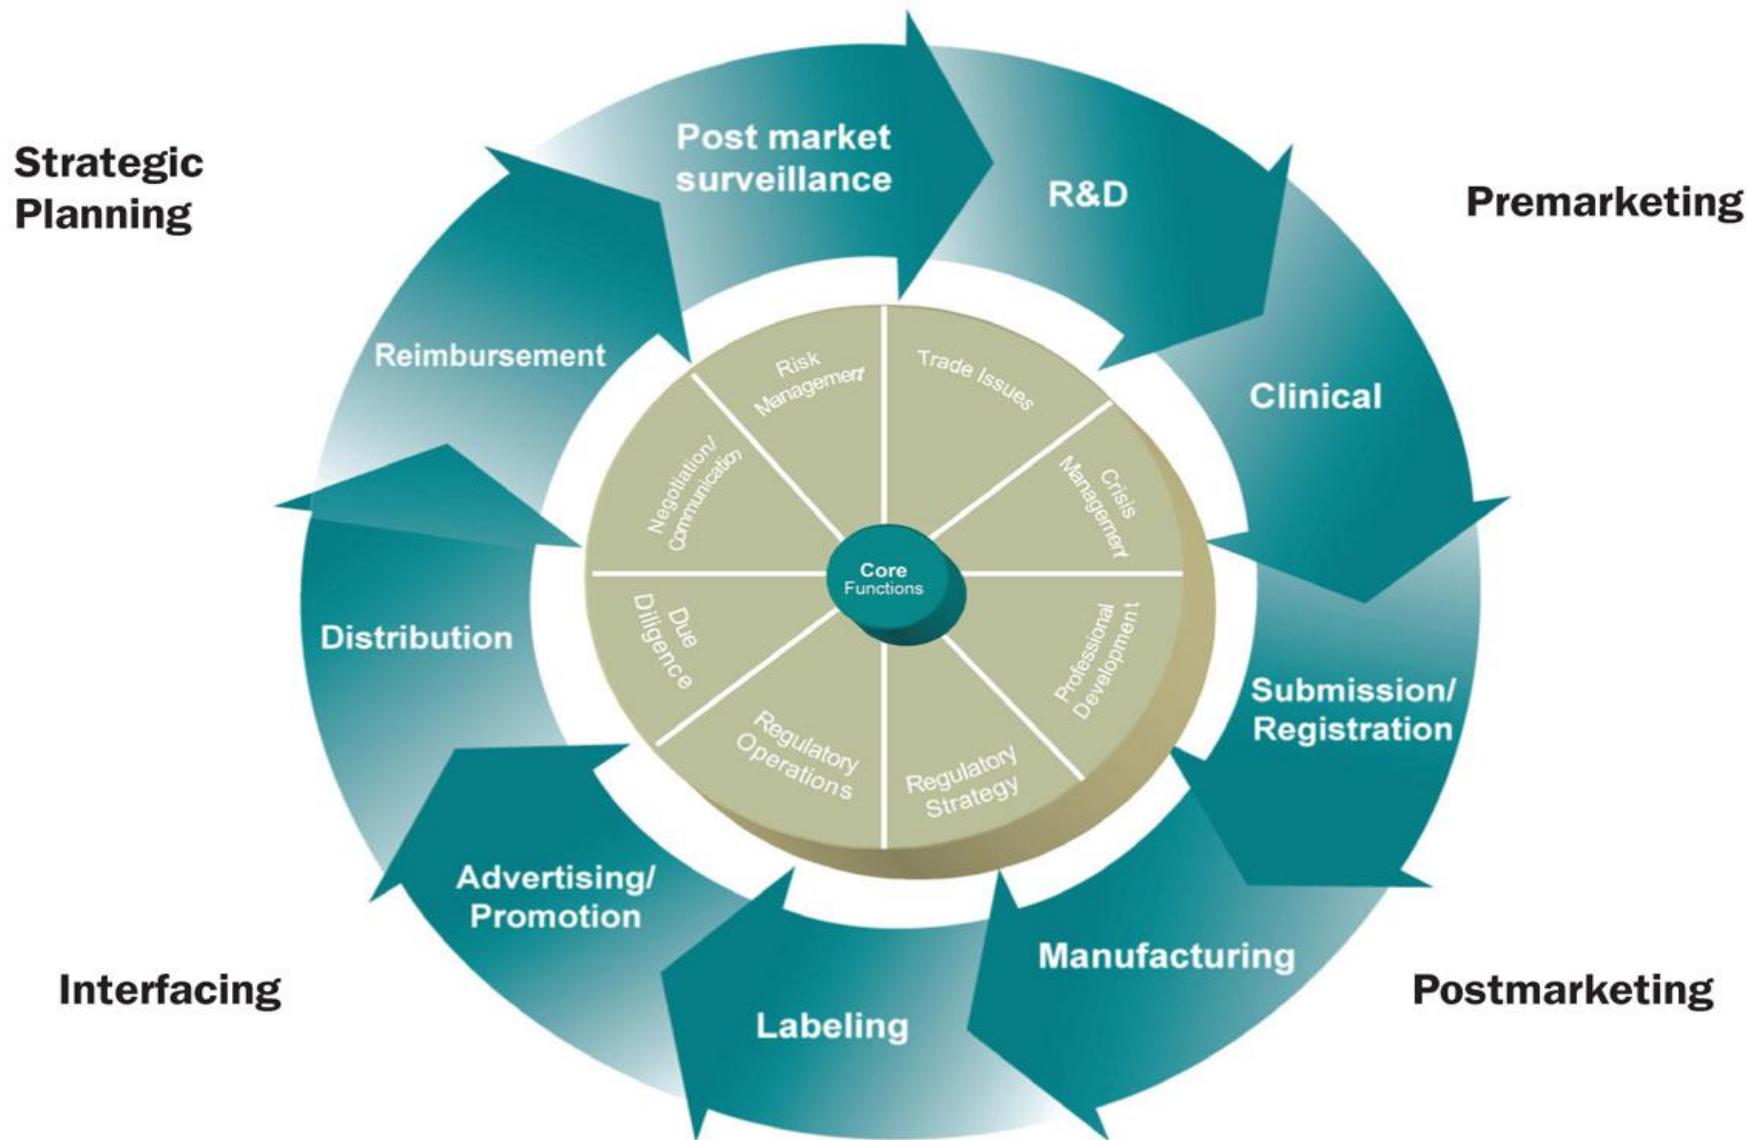 Strategic
Planning
Premarketing
Interfacing
Postmarketing
Post market
surveillance
R&D
Clinical
Submission/
Registration
Manufacturing
Labeling
Advertising/
Promotion
Distribution
Reimbursement
Risk
Management
Trade Issues
Crisis
Management
Professional
Development
Regulatory
Strategy
Regulatory
Operations
Due
Diligence
Negotiation/
Communication
Core
Functions